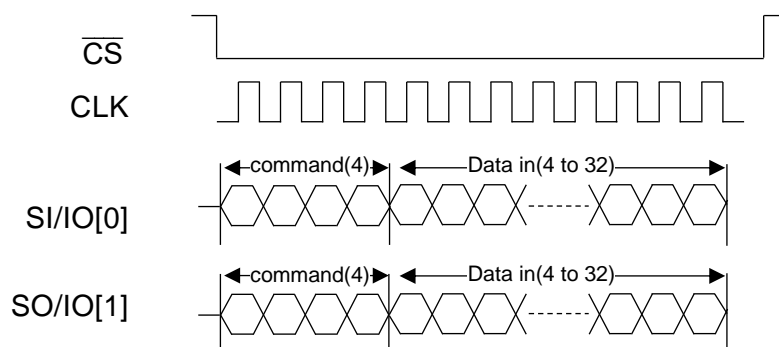 CS
CLK
command(4) Data in(4 to 32)
SI/IO[0]
command(4) Data in(4 to 32)
SO/IO[1]